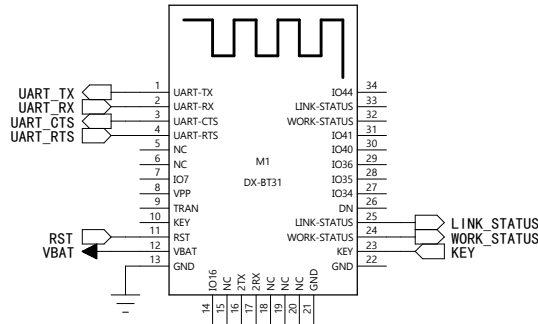 UART_TX 1 UART-TX IO44 34
UART_RX 2 UART-RX LINK-STATUS 33
UART_CTS 3 UART-CTS WORK-STATUS 32
UART_RTS 4 UART-RTS IO41 31
5 NC IO40 30
6 NC M1 IO36 29
7 IO7 DX-BT31 IO35 28
8 VPP IO34 27
9 TRAN DN 26
10 KEY LINK-STATUS 25 LINK_STATUS
RST 11 RST WORK-STATUS 24 WORK_STATUS
VBAT 12 VBAT KEY 23 KEY
13 GND GND 22
IO16 NC 2TX 2RX NC NC NC GND
14 15 16 17 18 19 20 21